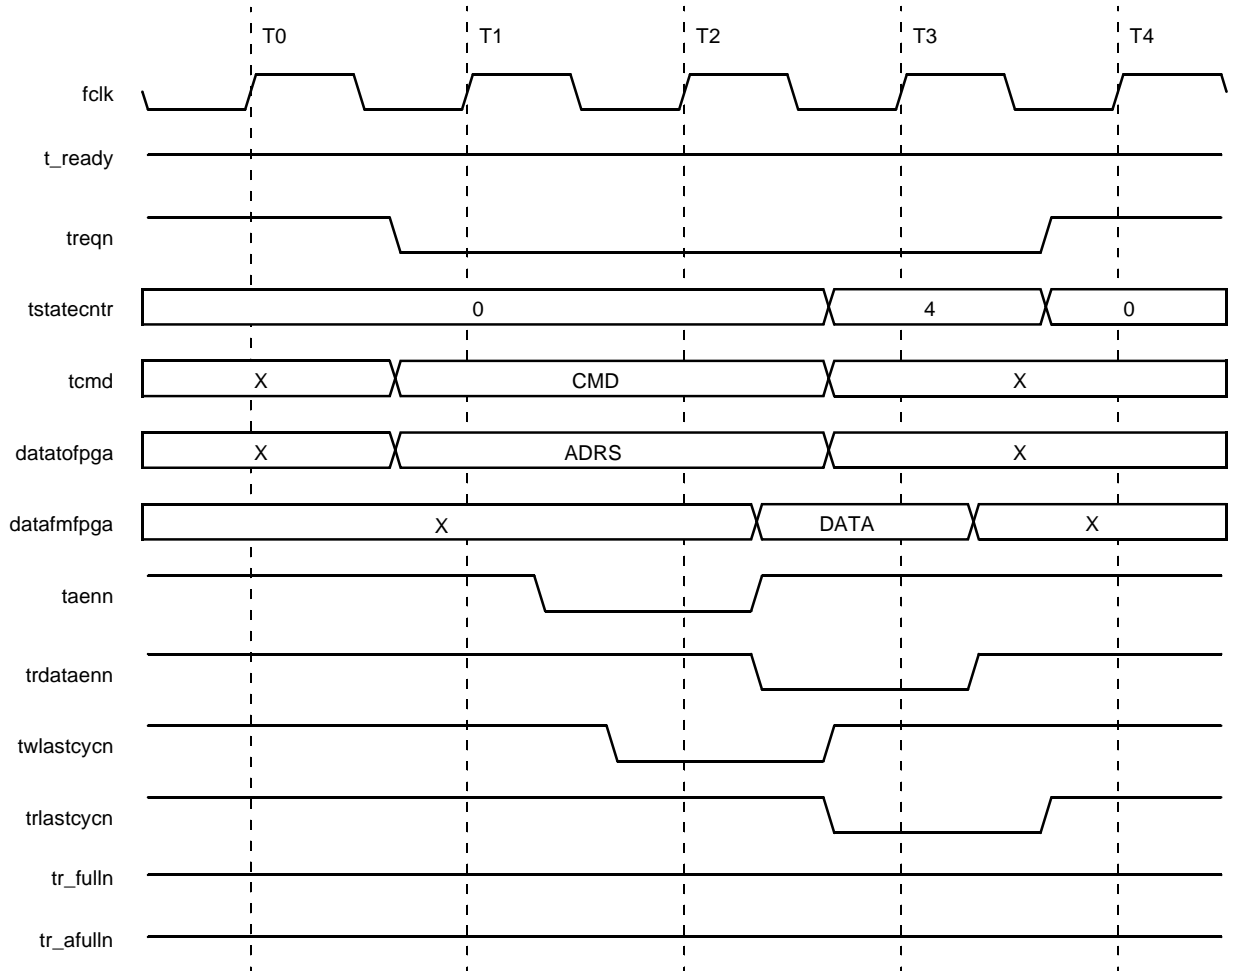 T0 T1 T2 T3 T4
fclk
t_ready
treqn
tstatecntr 0 4 0
tcmd X CMD X
datatofpga X ADRS X
datafmfpga X DATA X
taenn
trdataenn
twlastcycn
trlastcycn
tr_fulln
tr_afulln